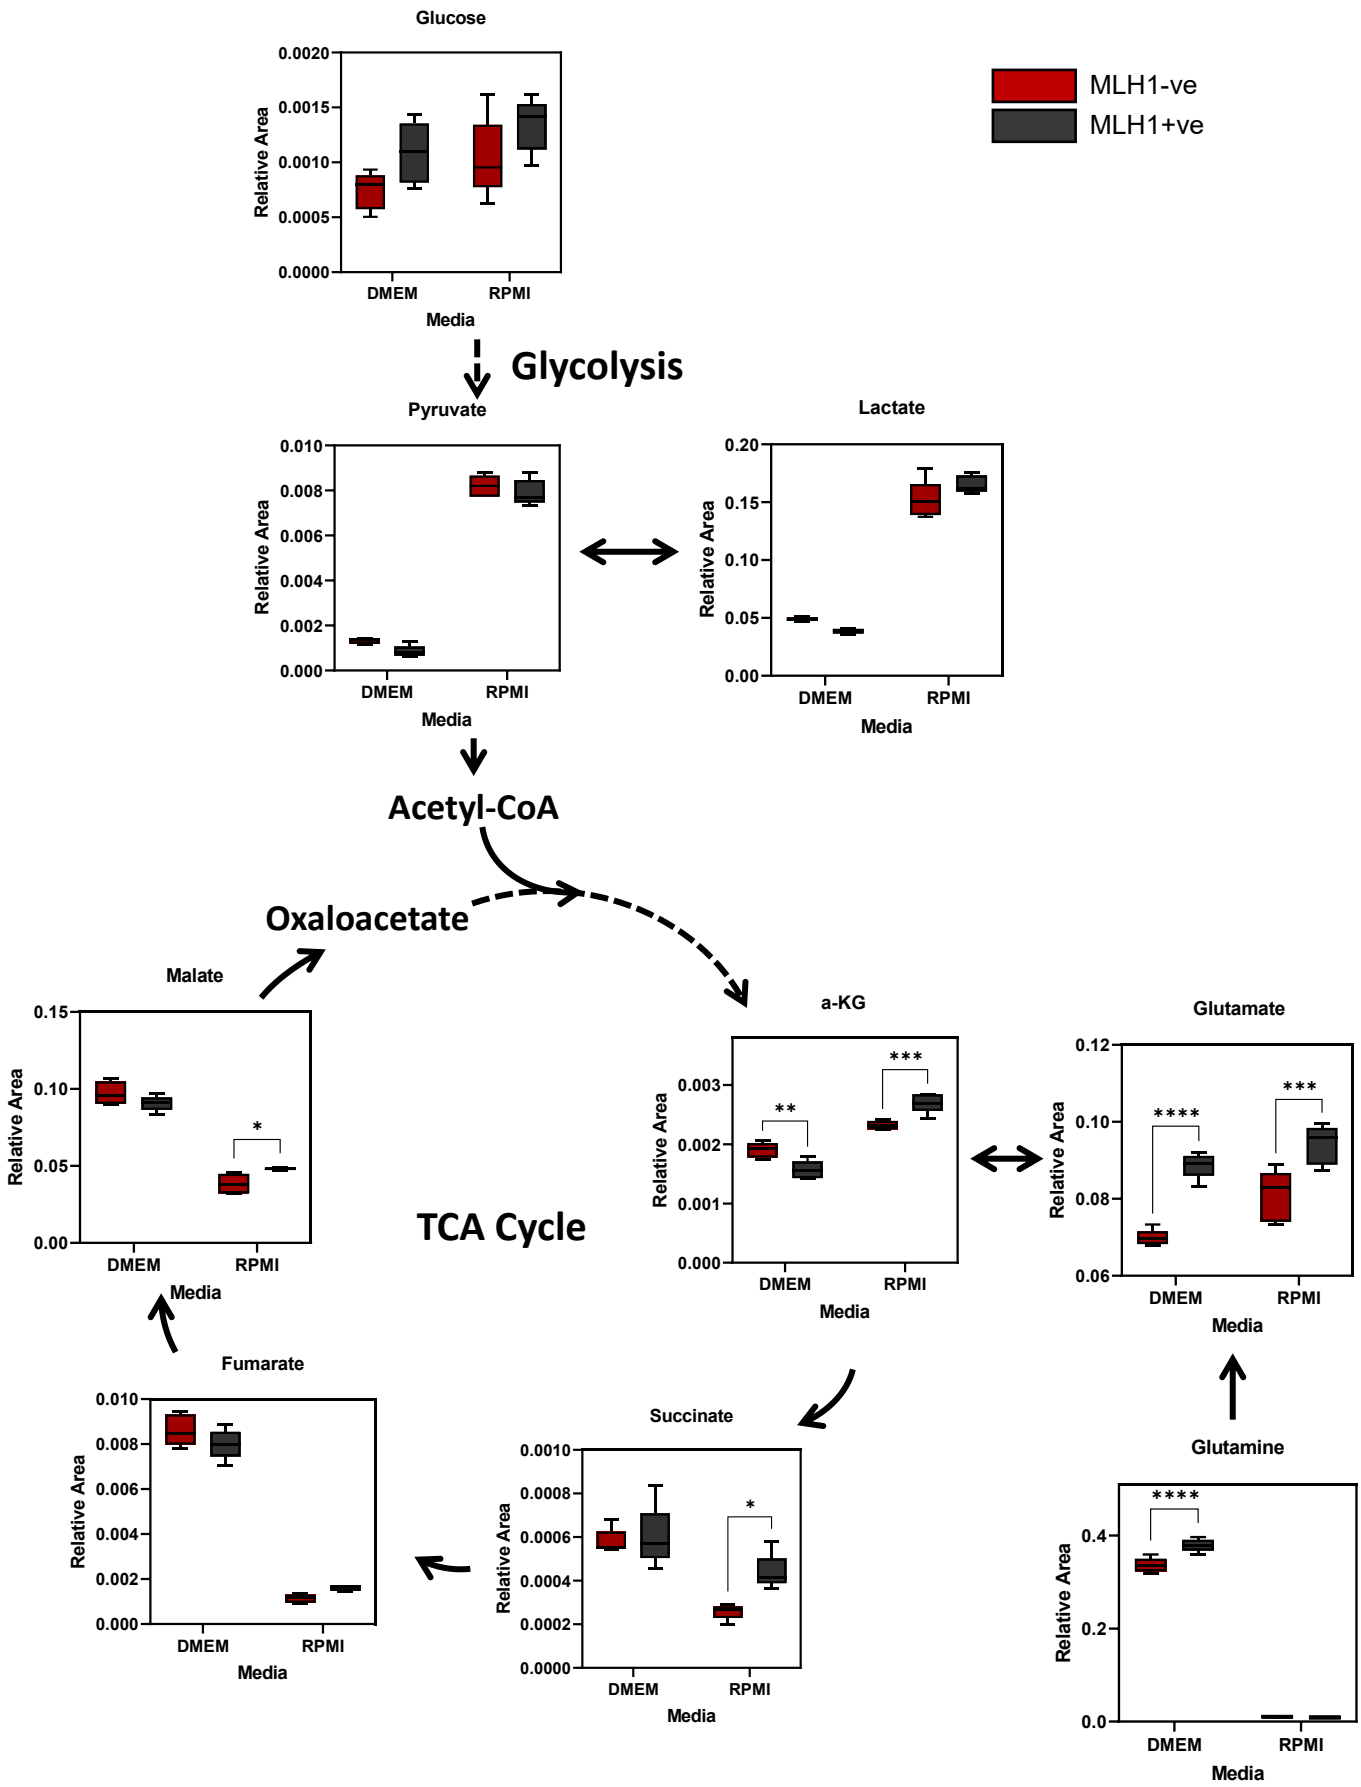 Glucose
MLH1-ve
MLH1+ve
Relative Area
0.0020
0.0015
0.0010
0.0005
0.0000
DMEM
RPMI
Media
Glycolysis
Pyruvate
Relative Area
0.010
0.008
0.006
0.004
0.002
0.000
DMEM
RPMI
Media
Lactate
Relative Area
0.20
0.15
0.10
0.05
0.00
DMEM
RPMI
Media
Acetyl-CoA
Oxaloacetate
Malate
Relative Area
0.15
0.10
0.05
0.00
*
DMEM
RPMI
Media
TCA Cycle
a-KG
Relative Area
0.003
0.002
0.001
0.000
**
***
DMEM
RPMI
Media
Glutamate
Relative Area
0.12
0.10
0.08
0.06
****
***
DMEM
RPMI
Media
Fumarate
Relative Area
0.010
0.008
0.006
0.004
0.002
0.000
DMEM
RPMI
Media
Succinate
Relative Area
0.0010
0.0008
0.0006
0.0004
0.0002
0.0000
*
DMEM
RPMI
Media
Glutamine
Relative Area
0.4
0.2
0.0
****
DMEM
RPMI
Media